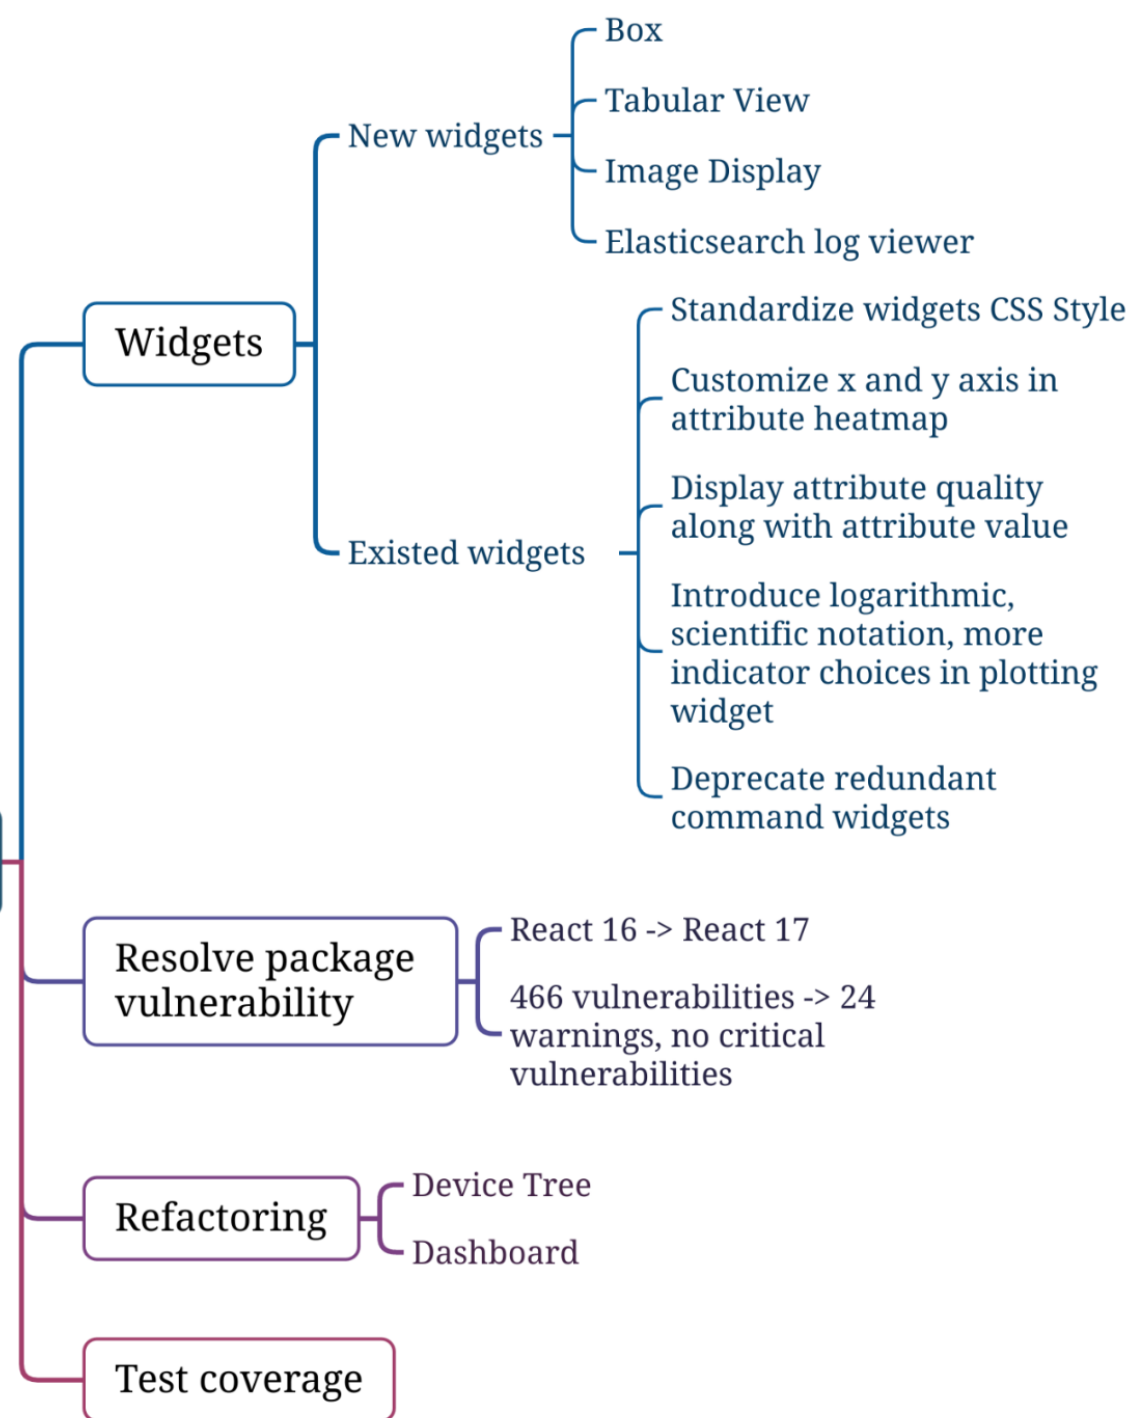 Box
Tabular View
New widgets
Image Display
Elasticsearch log viewer
Widgets
Standardize widgets CSS Style
Customize x and y axis in
attribute heatmap
Display attribute quality
along with attribute value
Existed widgets
Introduce logarithmic,
scientific notation, more
indicator choices in plotting
widget
Deprecate redundant
command widgets
Resolve package
vulnerability
React 16 -> React 17
466 vulnerabilities -> 24
warnings, no critical
vulnerabilities
Refactoring
Device Tree
Dashboard
Test coverage